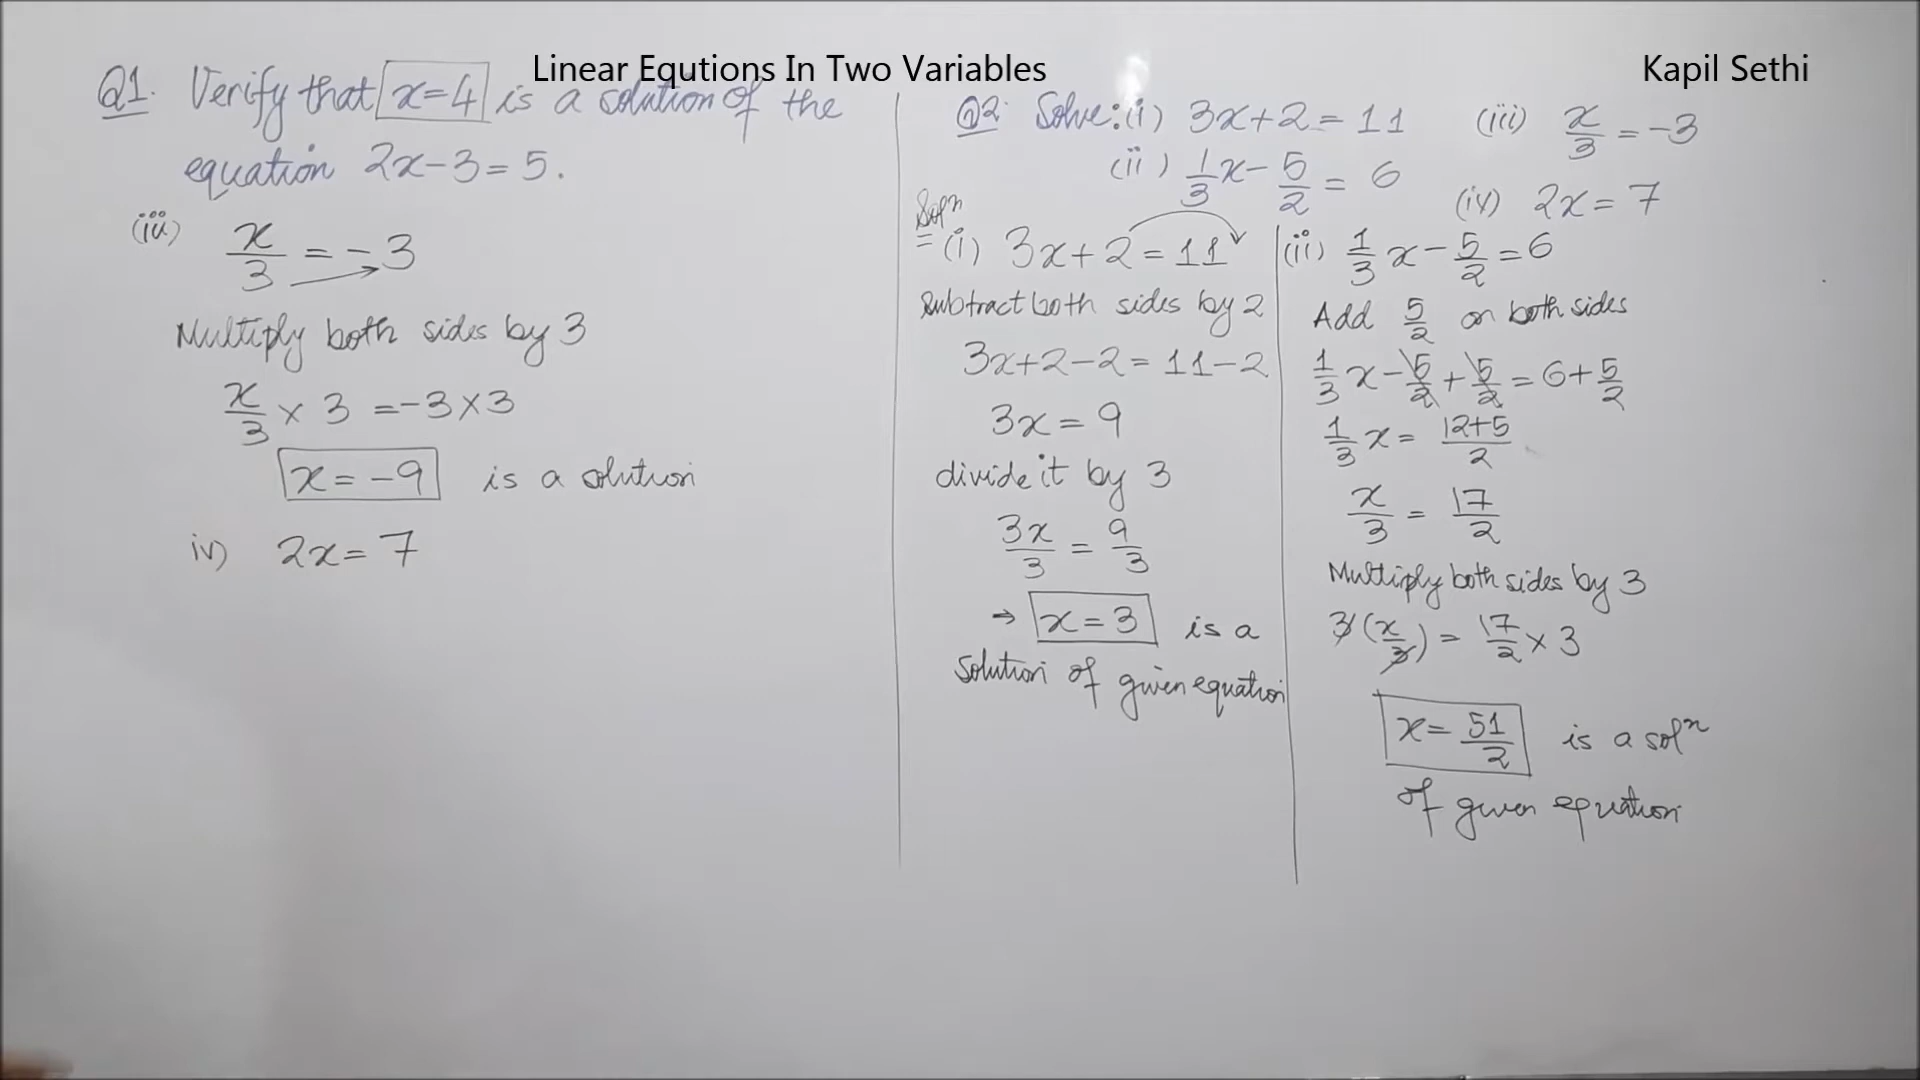 Linear Equtions In Two Variables
Kapil Sethi
Q1. Verify that x=4 is a solution of the
equation 2x-3=5.
(iii) x/3 = -3
Multiply both sides by 3
x/3 × 3 = -3×3
x = -9 is a solution
iv) 2x = 7
Q2. Solve: (i) 3x+2 = 11 (iii) x/3 = -3
(ii) 1/3 x - 5/2 = 6 (iv) 2x = 7
Solⁿ
(i) 3x+2 = 11
Subtract both sides by 2
3x+2-2 = 11-2
3x = 9
divide it by 3
3x/3 = 9/3
→ x = 3 is a
solution of given equation
(ii) 1/3 x - 5/2 = 6
Add 5/2 on both sides
1/3 x - 5/2 + 5/2 = 6 + 5/2
1/3 x = 12+5/2
x/3 = 17/2
Multiply both sides by 3
3(x/3) = 17/2 × 3
x = 51/2 is a solⁿ
of given equation